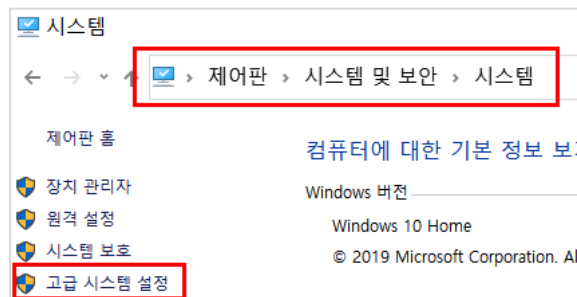 시스템
제어판 > 시스템 및 보안 > 시스템
제어판 홈
컴퓨터에 대한 기본 정보
장치 관리자
Windows 버전
원격 설정
Windows 10 Home
시스템 보호
© 2019 Microsoft Corporation.
고급 시스템 설정